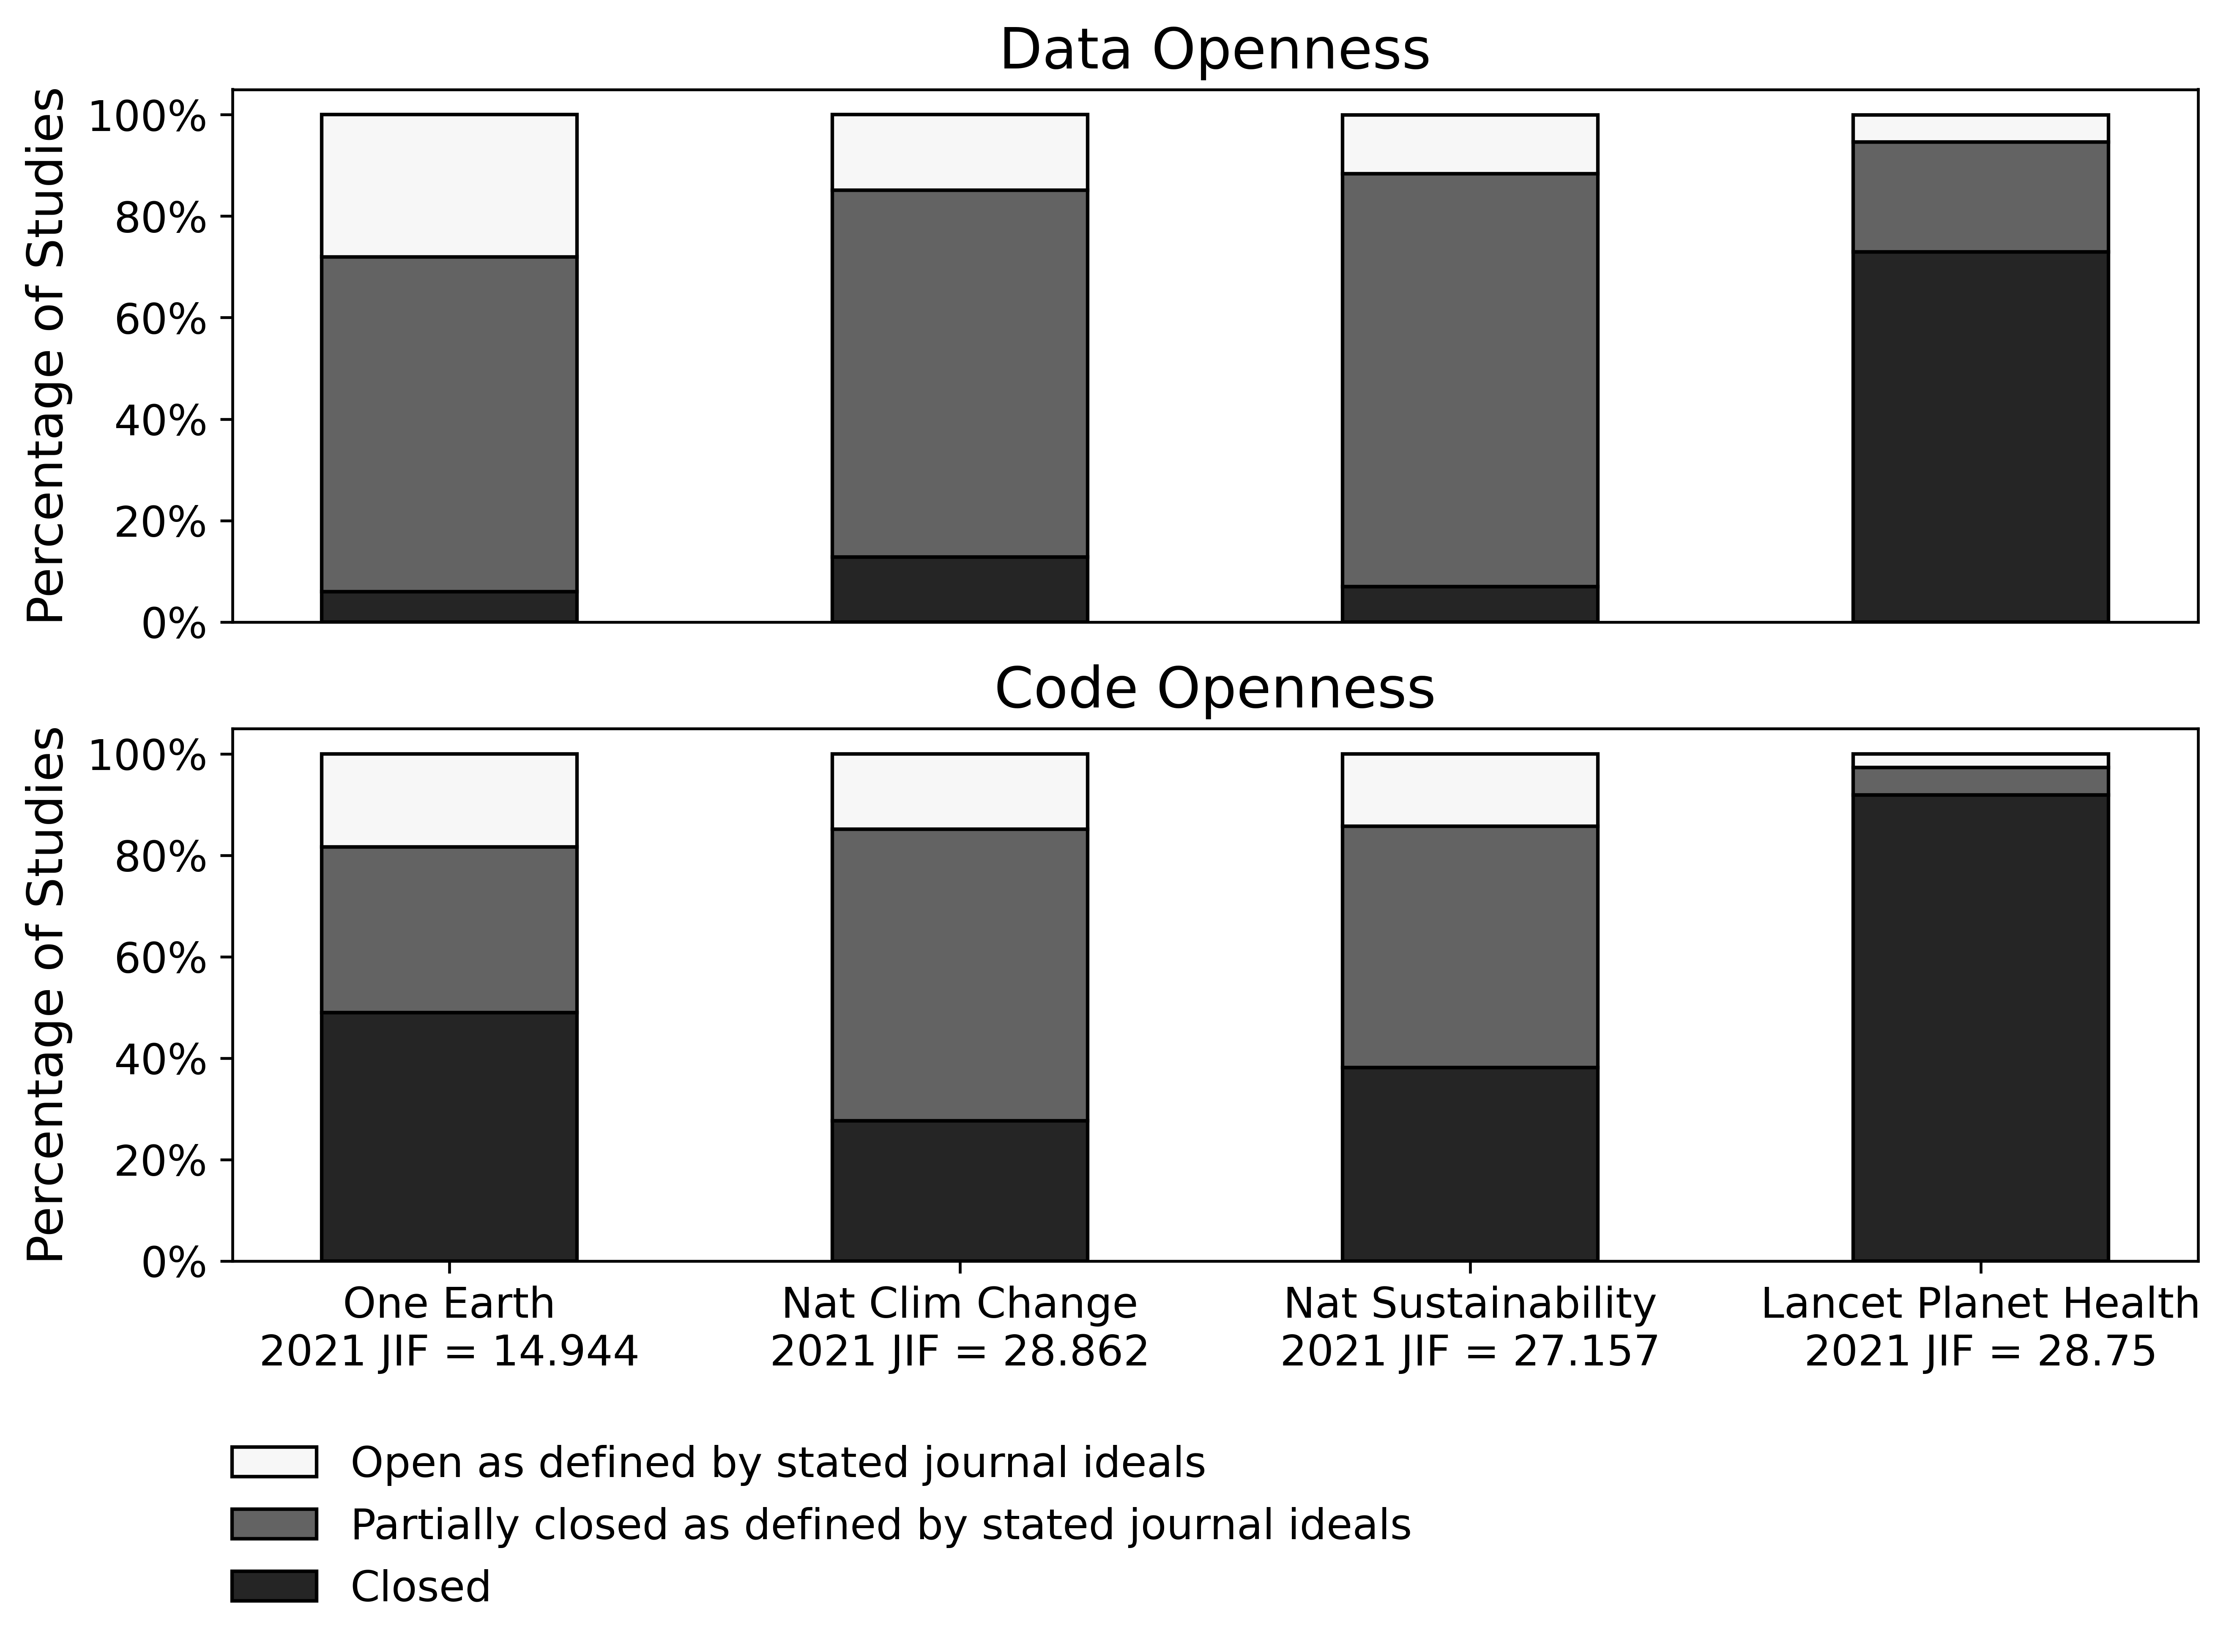 Data Openness
Percentage of Studies
100%
80%
60%
40%
20%
0%
Code Openness
Percentage of Studies
100%
80%
60%
40%
20%
0%
One Earth
2021 JIF = 14.944
Nat Clim Change
2021 JIF = 28.862
Nat Sustainability
2021 JIF = 27.157
Lancet Planet Health
2021 JIF = 28.75
Open as defined by stated journal ideals
Partially closed as defined by stated journal ideals
Closed